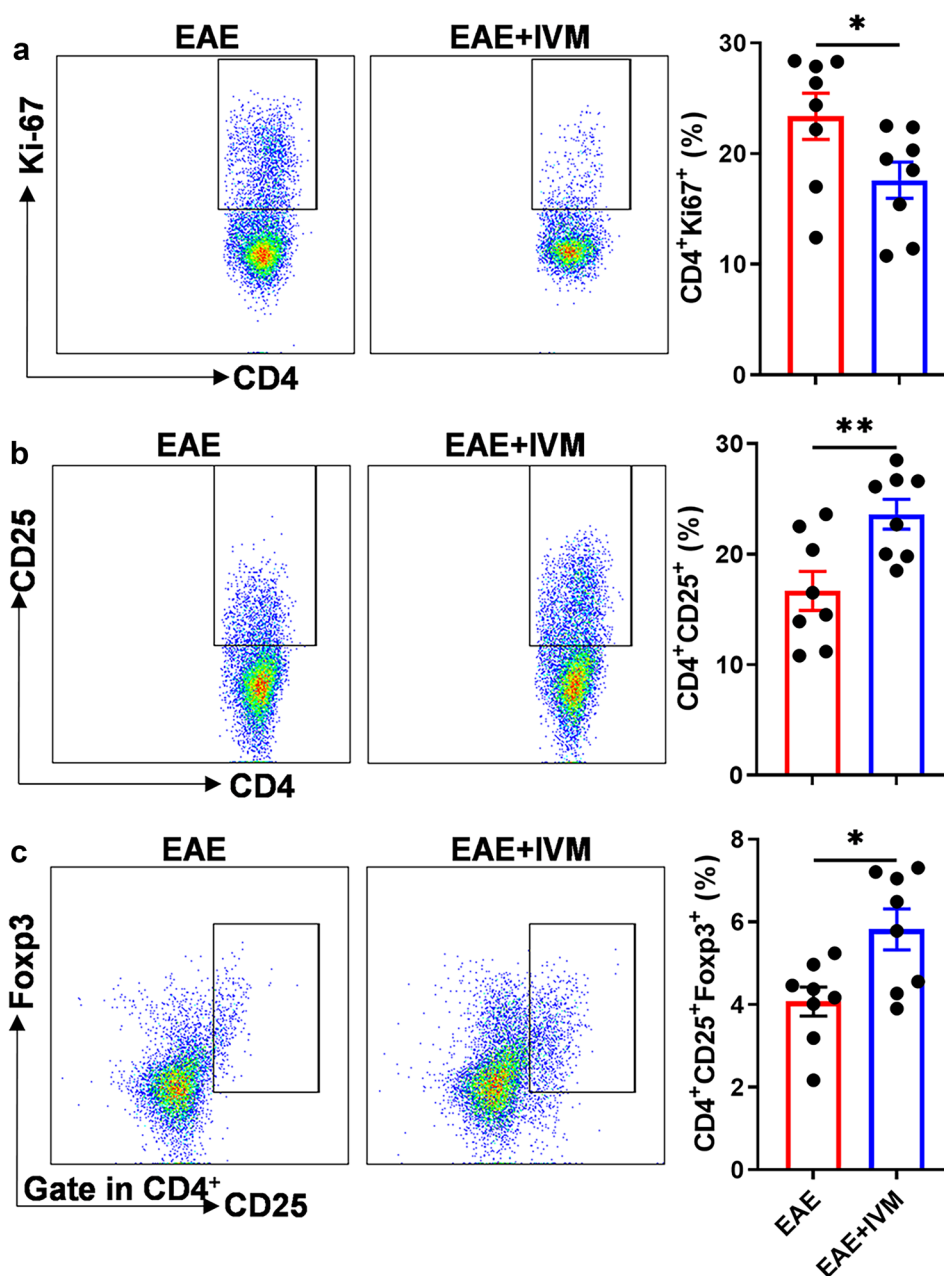 a
EAE
EAE+IVM
Ki-67
CD4
CD4⁺Ki67⁺ (%)
30
20
10
0
*
b
EAE
EAE+IVM
CD25
CD4
CD4⁺CD25⁺ (%)
30
20
10
0
**
c
EAE
EAE+IVM
Foxp3
Gate in CD4⁺
CD25
CD4⁺CD25⁺Foxp3⁺ (%)
8
6
4
2
0
*
EAE
EAE+IVM